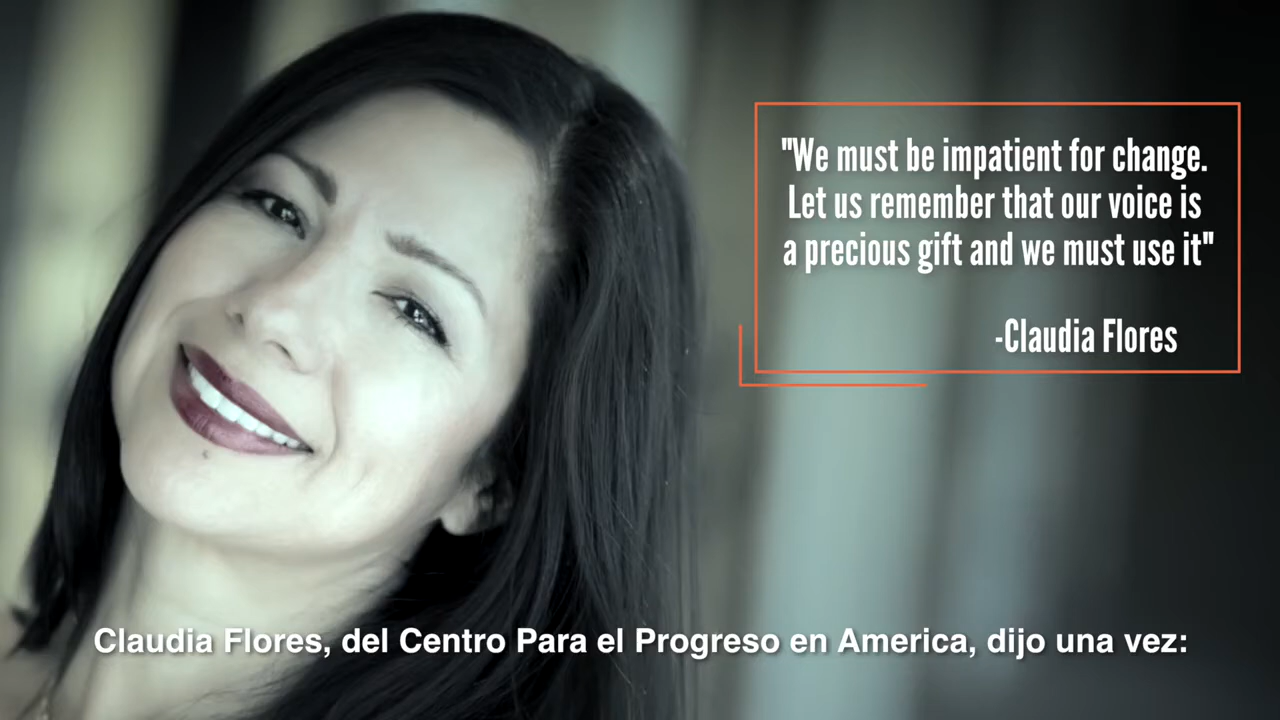 "We must be impatient for change.
Let us remember that our voice is
a precious gift and we must use it"
-Claudia Flores
Claudia Flores, del Centro Para el Progreso en America, dijo una vez: